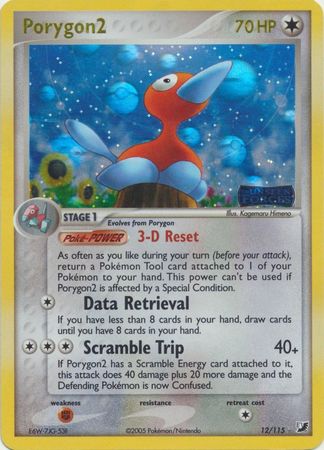 Porygon2 70 HP
Illus. Kagemaru Himeno
STAGE 1
Evolves from Porygon
Poké-POWER 3-D Reset
As often as you like during your turn (before your attack),
return a Pokémon Tool card attached to 1 of your
Pokémon to your hand. This power can't be used if
Porygon2 is affected by a Special Condition.
Data Retrieval
If you have less than 8 cards in your hand, draw cards
until you have 8 cards in your hand.
Scramble Trip 40+
If Porygon2 has a Scramble Energy card attached to it,
this attack does 40 damage plus 20 more damage and the
Defending Pokémon is now Confused.
weakness resistance retreat cost
E6W-7JG-53! ©2005 Pokémon/Nintendo 12/115